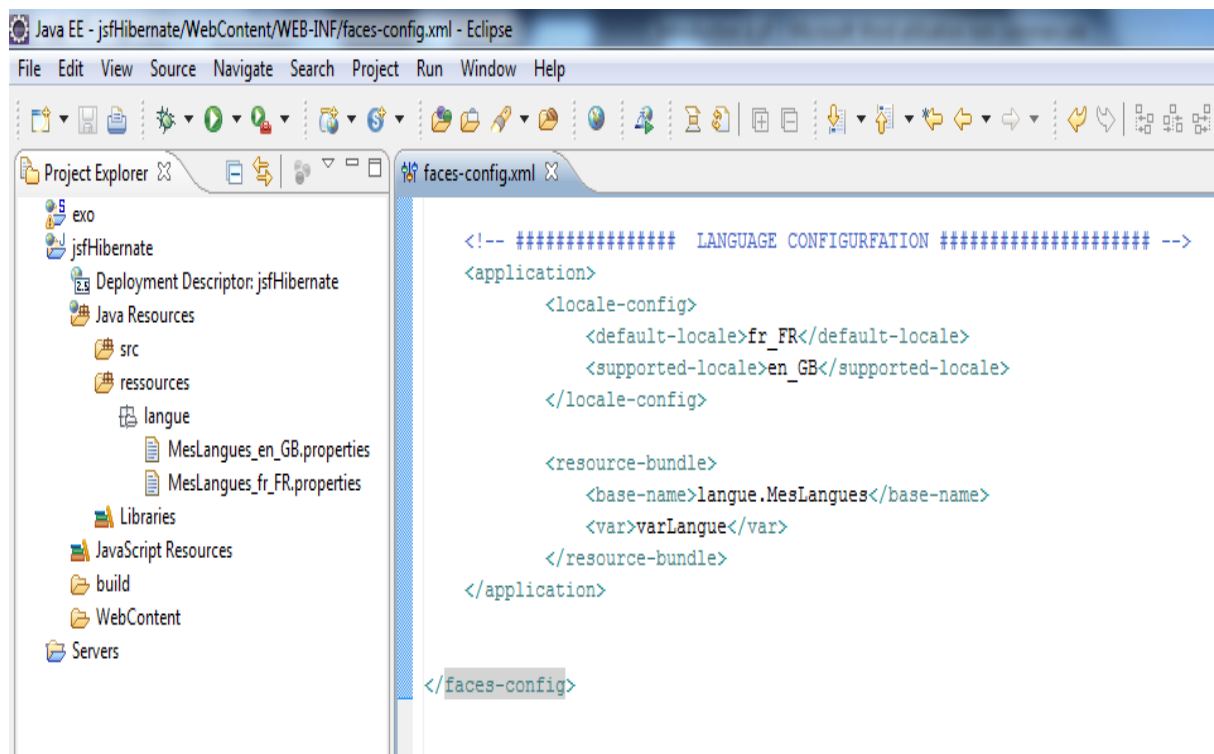 Java EE - jsfHibernate/WebContent/WEB-INF/faces-config.xml - Eclipse
File Edit View Source Navigate Search Project Run Window Help
Project Explorer
exo
jsfHibernate
Deployment Descriptor: jsfHibernate
Java Resources
src
ressources
langue
MesLangues_en_GB.properties
MesLangues_fr_FR.properties
Libraries
JavaScript Resources
build
WebContent
Servers
faces-config.xml
<!-- ################ LANGUAGE CONFIGURFATION ##################### -->
<application>
<locale-config>
<default-locale>fr_FR</default-locale>
<supported-locale>en_GB</supported-locale>
</locale-config>
<resource-bundle>
<base-name>langue.MesLangues</base-name>
<var>varLangue</var>
</resource-bundle>
</application>
</faces-config>